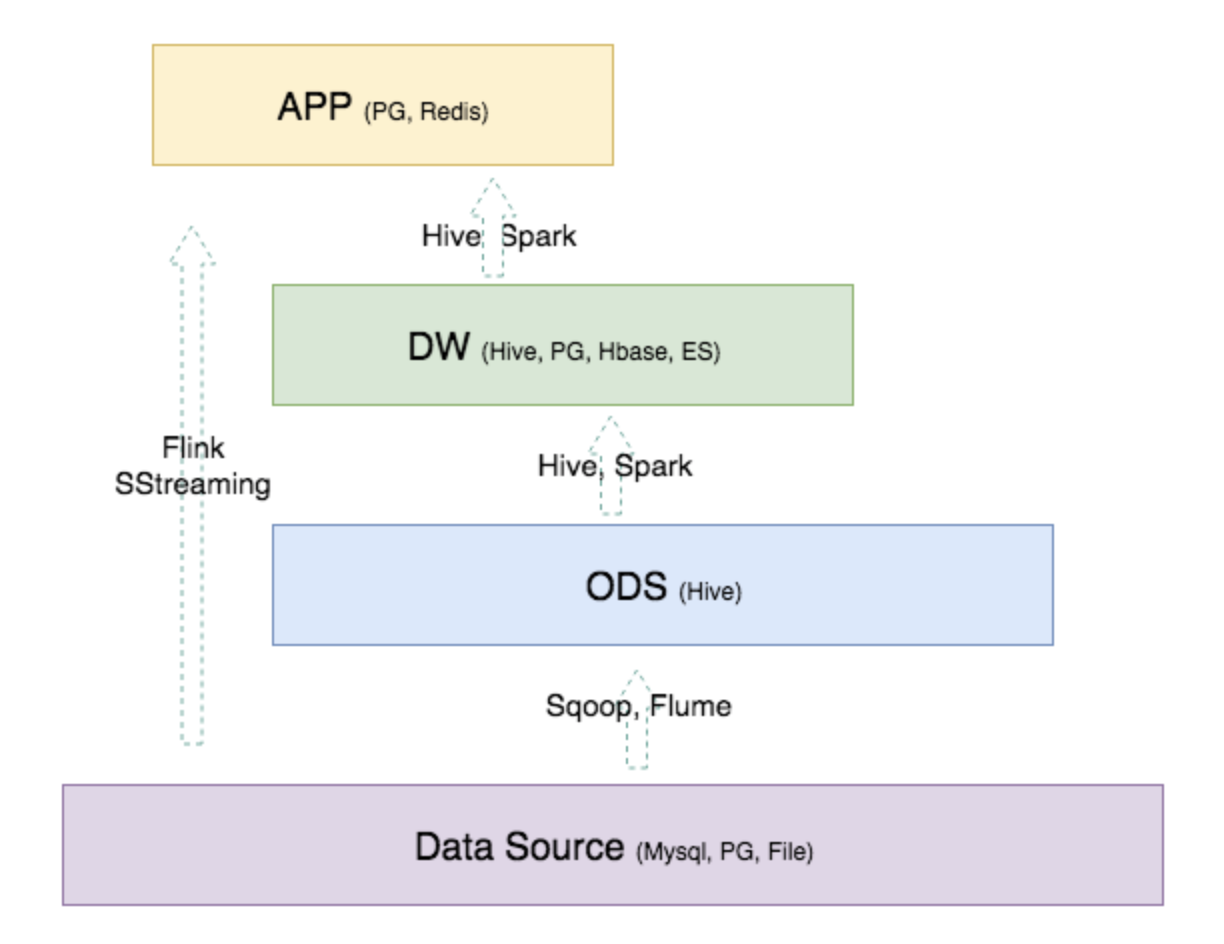 APP (PG, Redis)
Hive, Spark
DW (Hive, PG, Hbase, ES)
Flink
SStreaming
Hive, Spark
ODS (Hive)
Sqoop, Flume
Data Source (Mysql, PG, File)